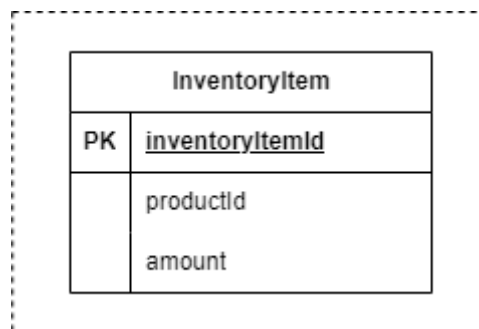 InventoryItem
PK inventoryItemId
productId
amount